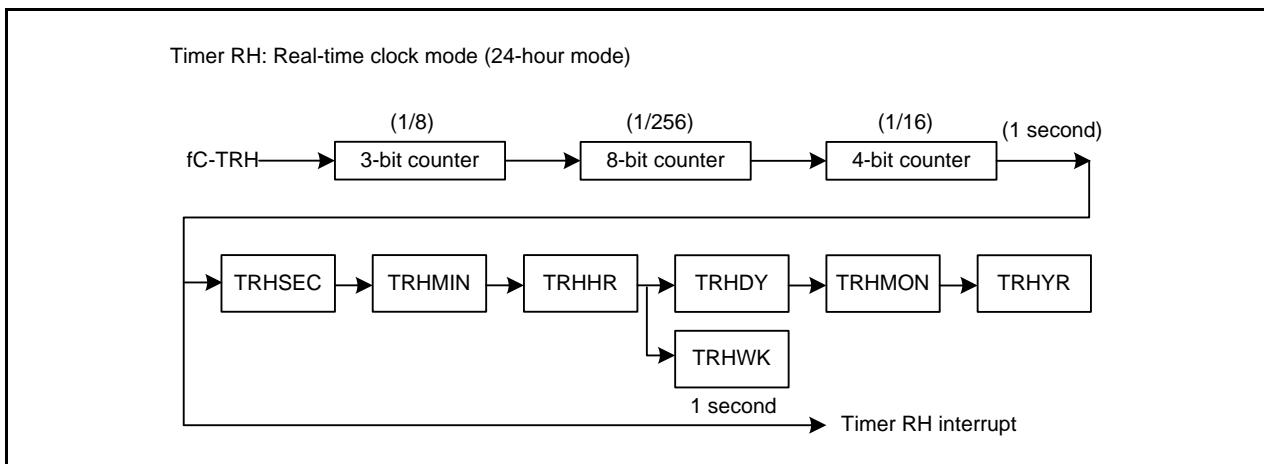 Timer RH: Real-time clock mode (24-hour mode)
(1/8) (1/256) (1/16) (1 second)
fC-TRH 3-bit counter 8-bit counter 4-bit counter
TRHSEC TRHMIN TRHHR TRHDY TRHMON TRHYR
TRHWK
1 second
Timer RH interrupt